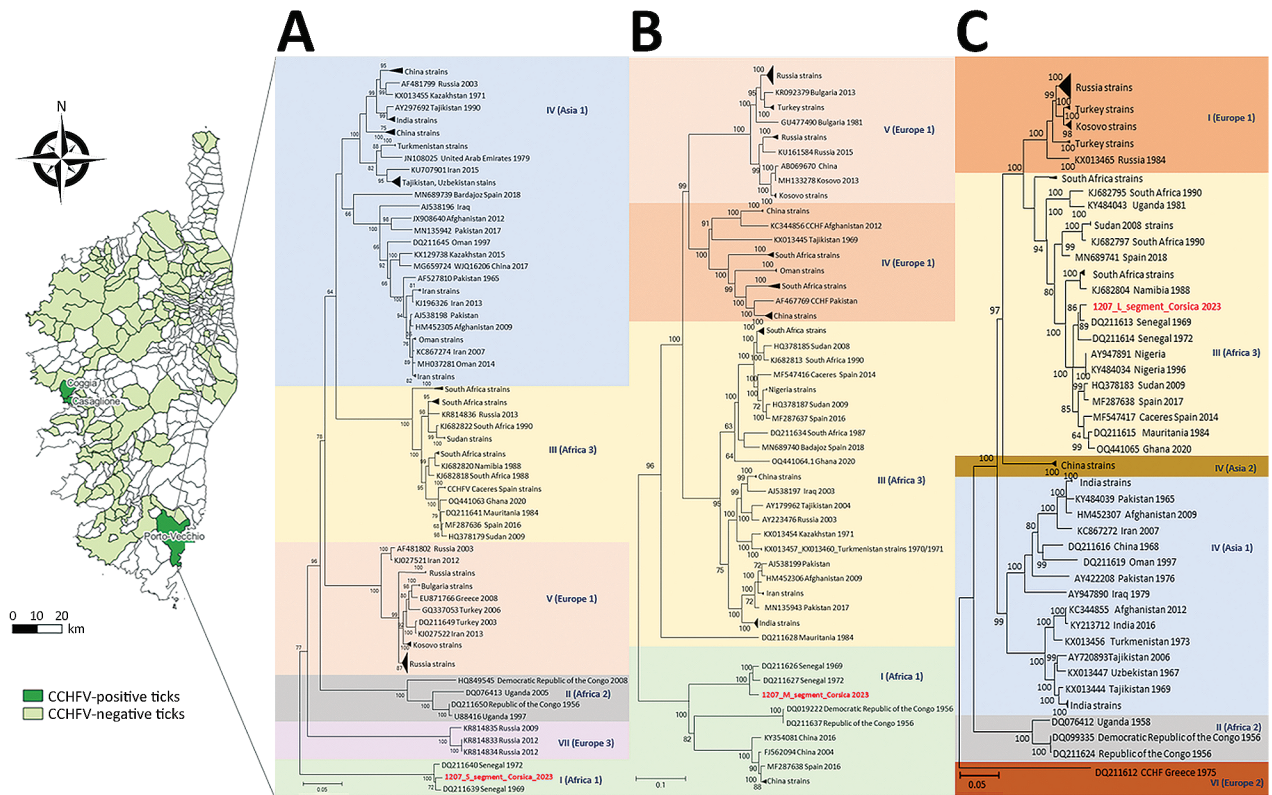 A
B
C
N
Coggia
Casaglione
Porto-Vecchio
0 10 20
km
CCHFV-positive ticks
CCHFV-negative ticks
China strains
AF481799 Russia 2003
KX013455 Kazakhstan 1971
AY297692 Tajikistan 1990
India strains
China strains
Turkmenistan strains
JN108025 United Arab Emirates 1979
KU707901 Iran 2015
Tajikistan, Uzbekistan stains
MN689739 Bardajoz Spain 2018
AJ538196 Iraq
JX908640 Afghanistan 2012
MN135942 Pakistan 2017
DQ211645 Oman 1997
KX129738 Kazakhstan 2015
MG659724 WJQ16206 China 2017
AF527810 Pakistan 1965
Iran strains
KJ196326 Iran 2013
AJ538198 Pakistan
HM452305 Afghanistan 2009
Oman strains
KC867274 Iran 2007
MH037281 Oman 2014
Iran strains
IV (Asia 1)
South Africa strains
South Africa strains
KR814836 Russia 2013
KJ682822 South Africa 1990
Sudan strains
South Africa strains
KJ682820 Namibia 1988
KJ682818 South Africa 1988
CCHFV Caceres Spain strains
OQ441063 Ghana 2020
DQ211641 Mauritania 1984
MF287636 Spain 2016
HQ378179 Sudan 2009
III (Africa 3)
AF481802 Russia 2003
KJ027521 Iran 2012
Russia strains
Bulgaria strains
EU871766 Greece 2008
GQ337053 Turkey 2006
DQ211649 Turkey 2003
KJ027522 Iran 2013
Kosovo strains
Russia strains
V (Europe 1)
HQ849545 Democratic Republic of the Congo 2008
DQ076413 Uganda 2005
DQ211650 Republic of Congo 1956
U88416 Uganda 1997
II (Africa 2)
KR814835 Russia 2009
KR814833 Russia 2012
KR814834 Russia 2012
VII (Europe 3)
DQ211640 Senegal 1972
1207_S_segment_Corsica_2023
DQ211639 Senegal 1969
I (Africa 1)
0.05
Russia strains
KR092379 Bulgaria 2013
Turkey strains
GU477490 Bulgaria 1981
Russia strains
KU161584 Russia 2015
AB069670 China
MH133278 Kosovo 2013
Kosovo strains
V (Europe 1)
China strains
KC344856 CCHF Afghanistan 2012
KX013445 Tajikistan 1969
South Africa strains
Oman strains
South Africa strains
AF467769 CCHF Pakistan
China strains
IV (Europe 1)
South Africa strains
HQ378185 Sudan 2008
KJ682813 South Africa 1990
MF547416 Caceres Spain 2014
Nigeria strains
HQ378187 Sudan 2009
MF287637 Spain 2016
DQ211634 South Africa 1987
MN689740 Badajoz Spain 2018
OQ441064.1 Ghana 2020
China strains
AJ538197 Iraq 2003
AY179962 Tajikistan 2004
AY223476 Russia 2003
KX013454 Kazakhstan 1971
KX013457_KX013460_Turkmenistan strains 1970/1971
AJ538199 Pakistan
HM452306 Afghanistan 2009
Iran strains
MN135943 Pakistan 2017
India strains
DQ211628 Mauritania 1984
III (Africa 3)
DQ211626 Senegal 1969
DQ211627 Senegal 1972
1207_M_segment_Corsica 2023
DQ019222 Democratic Republic of the Congo 1956
DQ211637 Republic of the Congo 1956
KY354081 China 2016
FJ562094 China 2004
MF287638 Spain 2016
China strains
I (Africa 1)
0.1
Russia strains
Turkey strains
Kosovo strains
Turkey strains
KX013465 Russia 1984
I (Europe 1)
South Africa strains
KJ682795 South Africa 1990
KY484043 Uganda 1981
Sudan 2008 strains
KJ682797 South Africa 1990
MN689741 Spain 2018
South Africa strains
KJ682804 Namibia 1988
1207_L_segment_Corsica 2023
DQ211613 Senegal 1969
DQ211614 Senegal 1972
AY947891 Nigeria
KY484034 Nigeria 1996
HQ378183 Sudan 2009
MF287638 Spain 2017
MF547417 Caceres Spain 2014
DQ211615 Mauritania 1984
OQ441065 Ghana 2020
III (Africa 3)
China strains
IV (Asia 2)
India strains
KY484039 Pakistan 1965
HM452307 Afghanistan 2009
KC867272 Iran 2007
DQ211616 China 1968
DQ211619 Oman 1997
AY422208 Pakistan 1976
AY947890 Iraq 1979
KC344855 Afghanistan 2012
KY213712 India 2016
KX013456 Turkmenistan 1973
AY720893Tajikistan 2006
KX013447 Uzbekistan 1967
KX013444 Tajikistan 1969
India strains
IV (Asia 1)
DQ076412 Uganda 1958
DQ099335 Democratic Republic of the Congo 1956
DQ211624 Republic of the Congo 1956
II (Africa 2)
DQ211612 CCHF Greece 1975
VI (Europe 2)
0.05